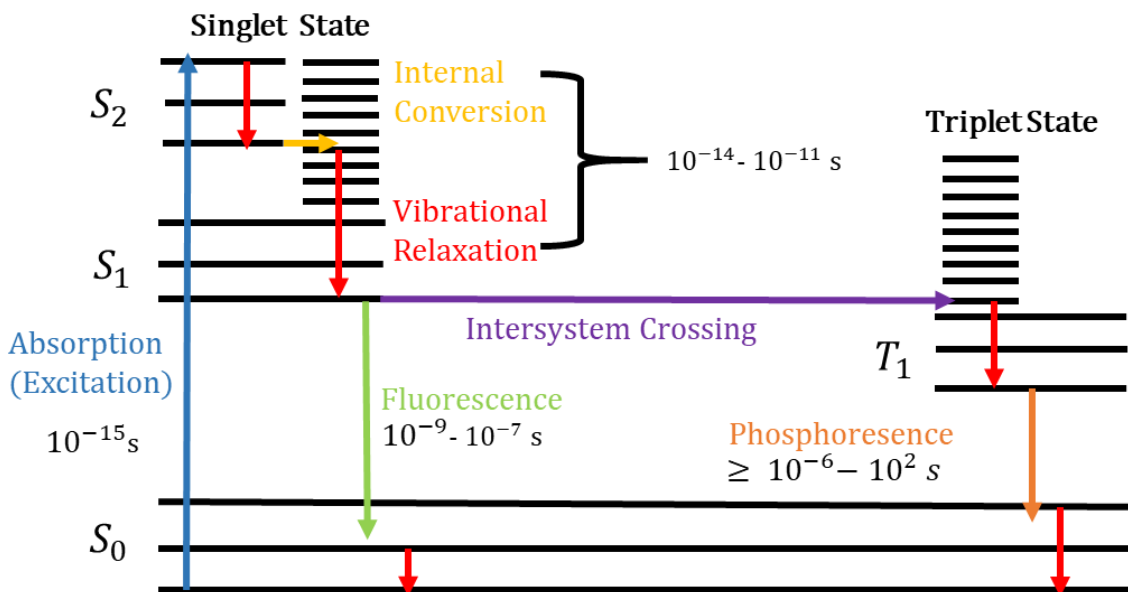 Singlet State
Internal
Conversion
S₂
Triplet State
10⁻¹⁴- 10⁻¹¹ s
Vibrational
Relaxation
S₁
Intersystem Crossing
Absorption
(Excitation)
T₁
Fluorescence
10⁻¹⁵s
10⁻⁹- 10⁻⁷ s
Phosphoresence
≥ 10⁻⁶– 10² s
S₀